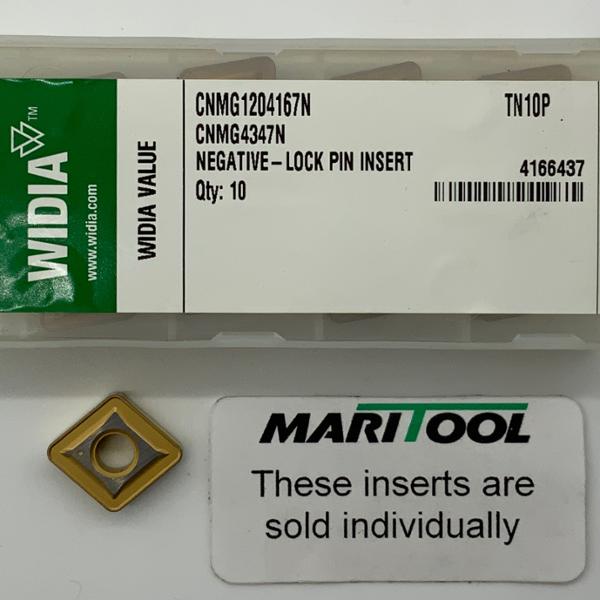 WIDIA™
www.widia.com
WIDIA VALUE
CNMG1204167N
TN10P
CNMG4347N
NEGATIVE-LOCK PIN INSERT
4166437
Qty: 10
MARITOOL
These inserts are
sold individually